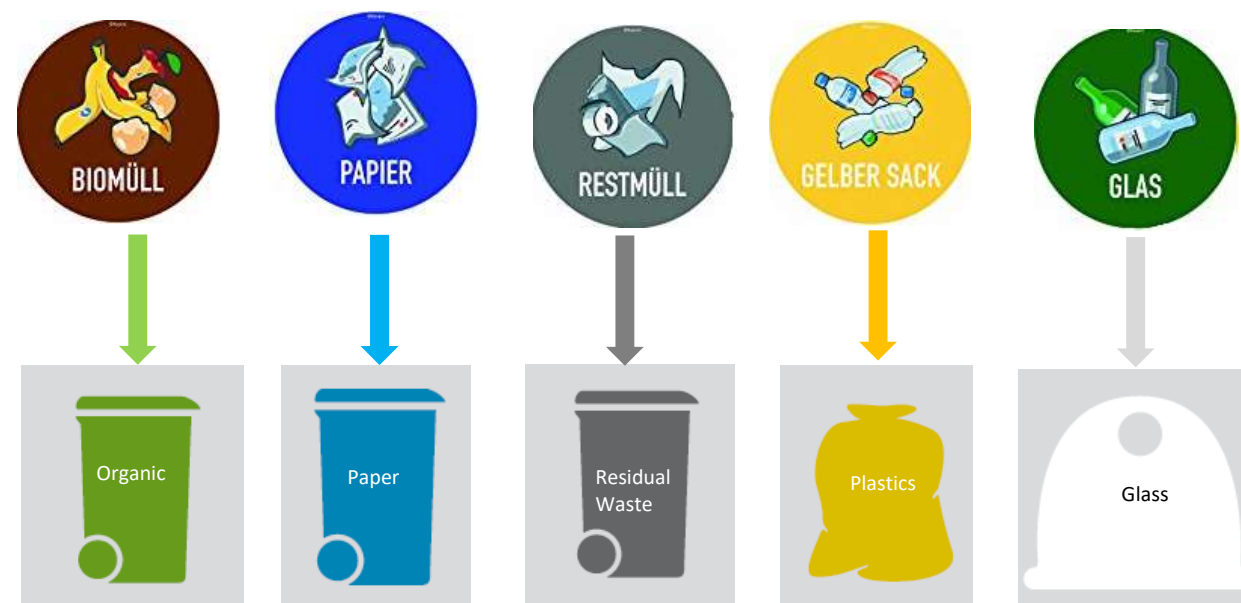 BIOMÜLL
PAPIER
RESTMÜLL
GELBER SACK
GLAS
Organic
Paper
Residual
Waste
Plastics
Glass